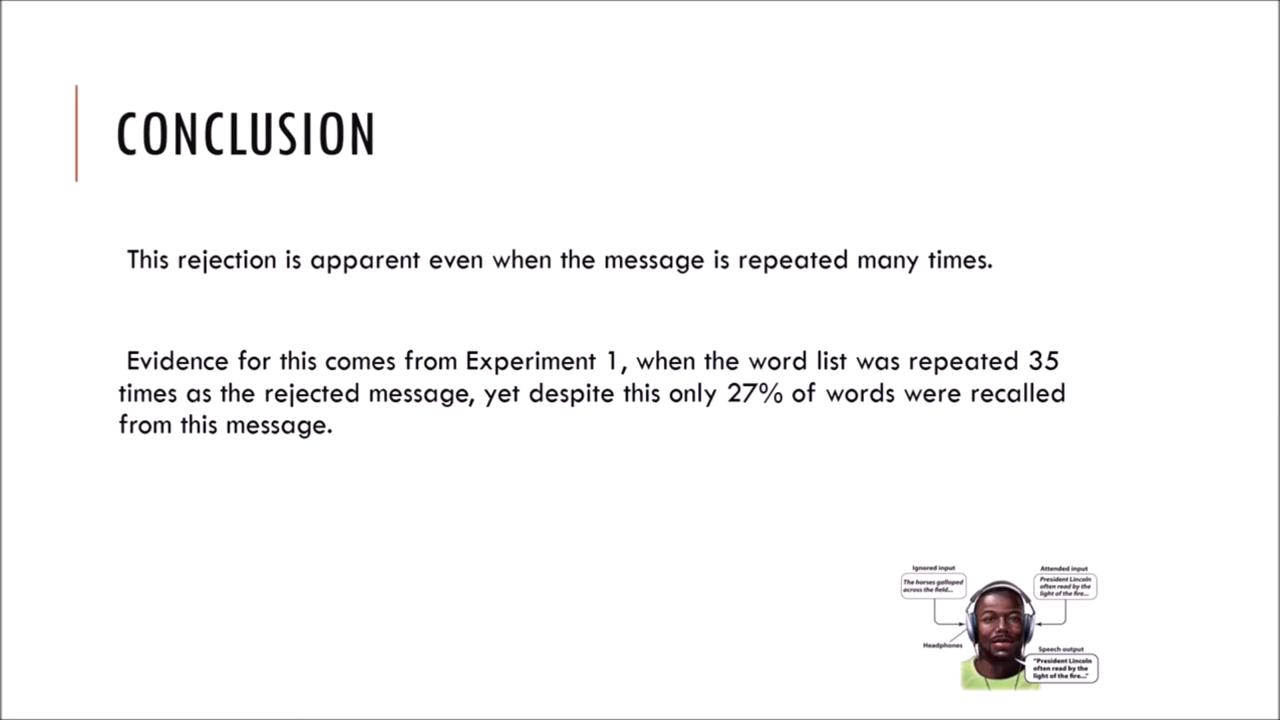 CONCLUSION
This rejection is apparent even when the message is repeated many times.
Evidence for this comes from Experiment 1, when the word list was repeated 35
times as the rejected message, yet despite this only 27% of words were recalled
from this message.
Ignored input
The horses galloped
across the field...
Attended input
President Lincoln
often read by the
light of the fire...
Headphones
Speech output
"President Lincoln
often read by the
light of the fire..."